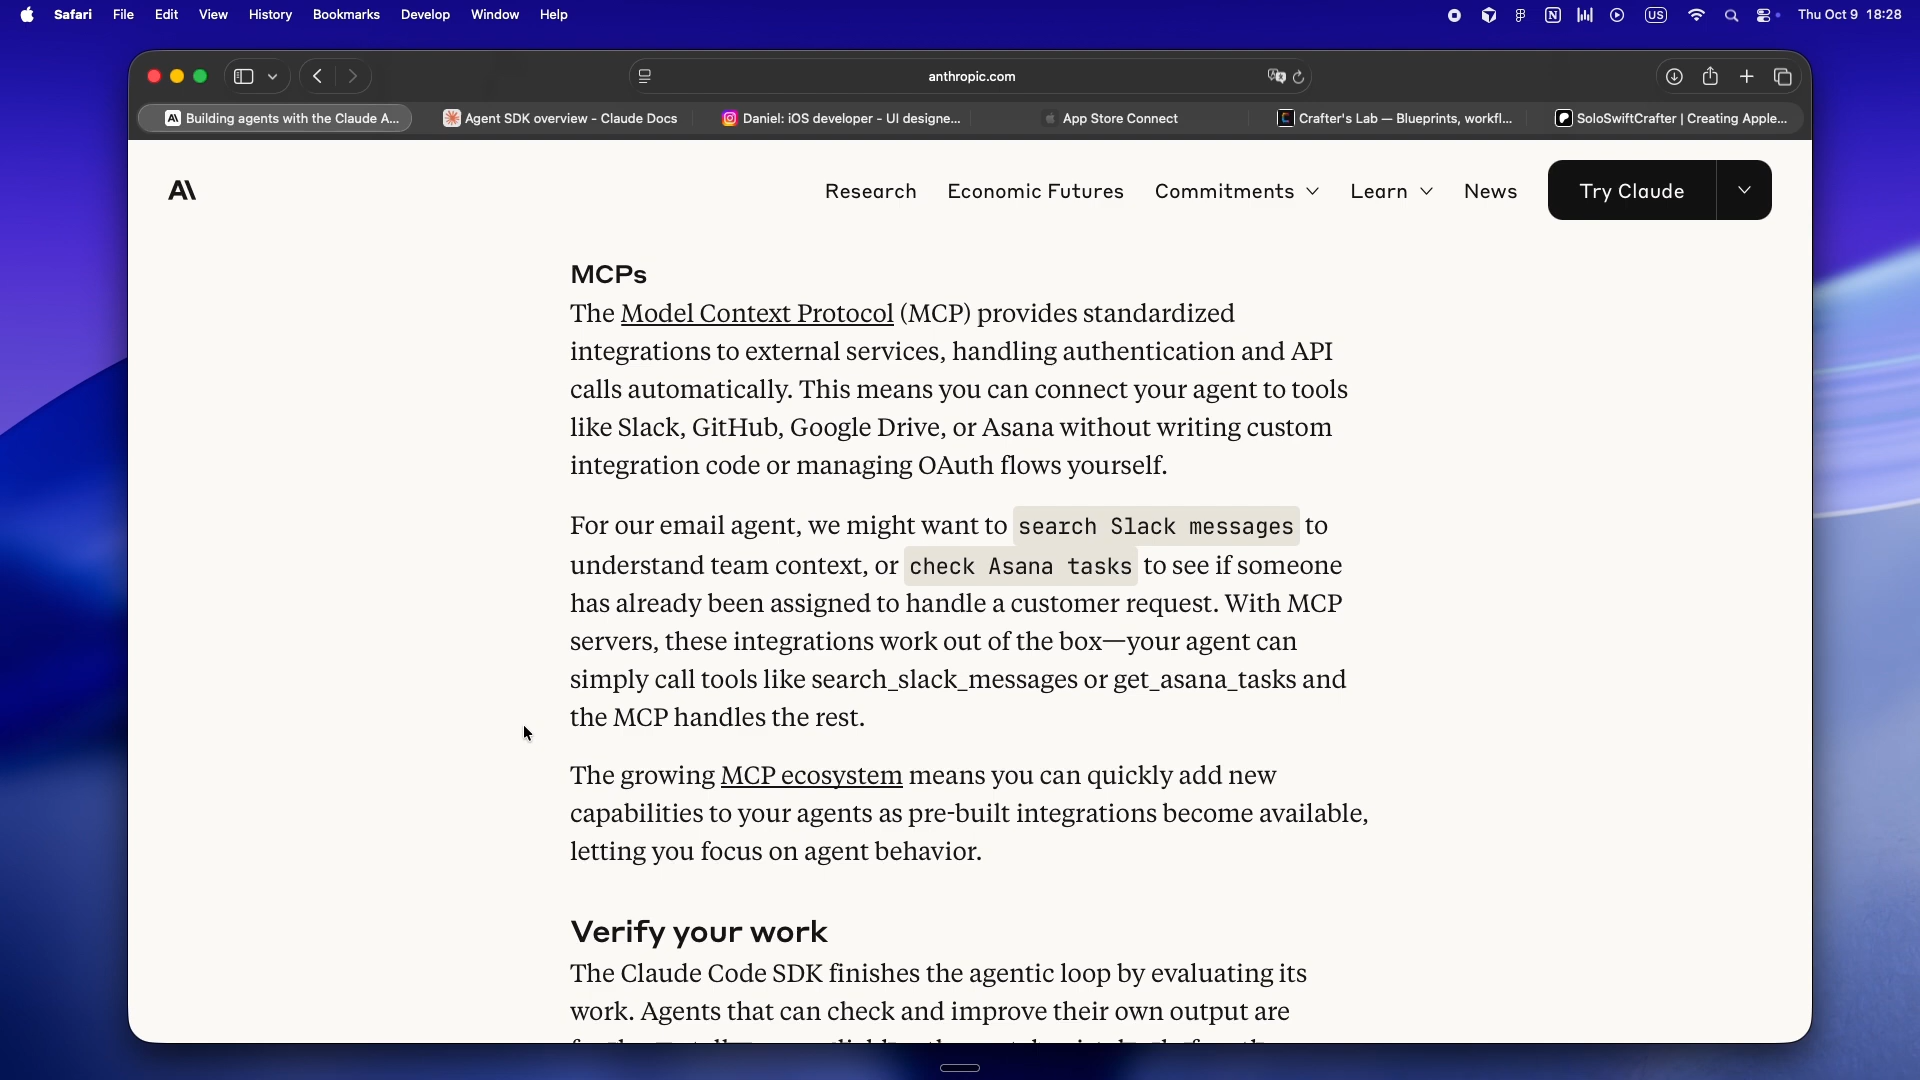 Safari File Edit View History Bookmarks Develop Window Help US Thu Oct 9 18:28
anthropic.com
Building agents with the Claude A... Agent SDK overview - Claude Docs Daniel: iOS developer - UI designe... App Store Connect Crafter's Lab — Blueprints, workfl... SoloSwiftCrafter | Creating Apple...
Research Economic Futures Commitments Learn News Try Claude
MCPs
The Model Context Protocol (MCP) provides standardized
integrations to external services, handling authentication and API
calls automatically. This means you can connect your agent to tools
like Slack, GitHub, Google Drive, or Asana without writing custom
integration code or managing OAuth flows yourself.
For our email agent, we might want to search Slack messages to
understand team context, or check Asana tasks to see if someone
has already been assigned to handle a customer request. With MCP
servers, these integrations work out of the box—your agent can
simply call tools like search_slack_messages or get_asana_tasks and
the MCP handles the rest.
The growing MCP ecosystem means you can quickly add new
capabilities to your agents as pre-built integrations become available,
letting you focus on agent behavior.
Verify your work
The Claude Code SDK finishes the agentic loop by evaluating its
work. Agents that can check and improve their own output are